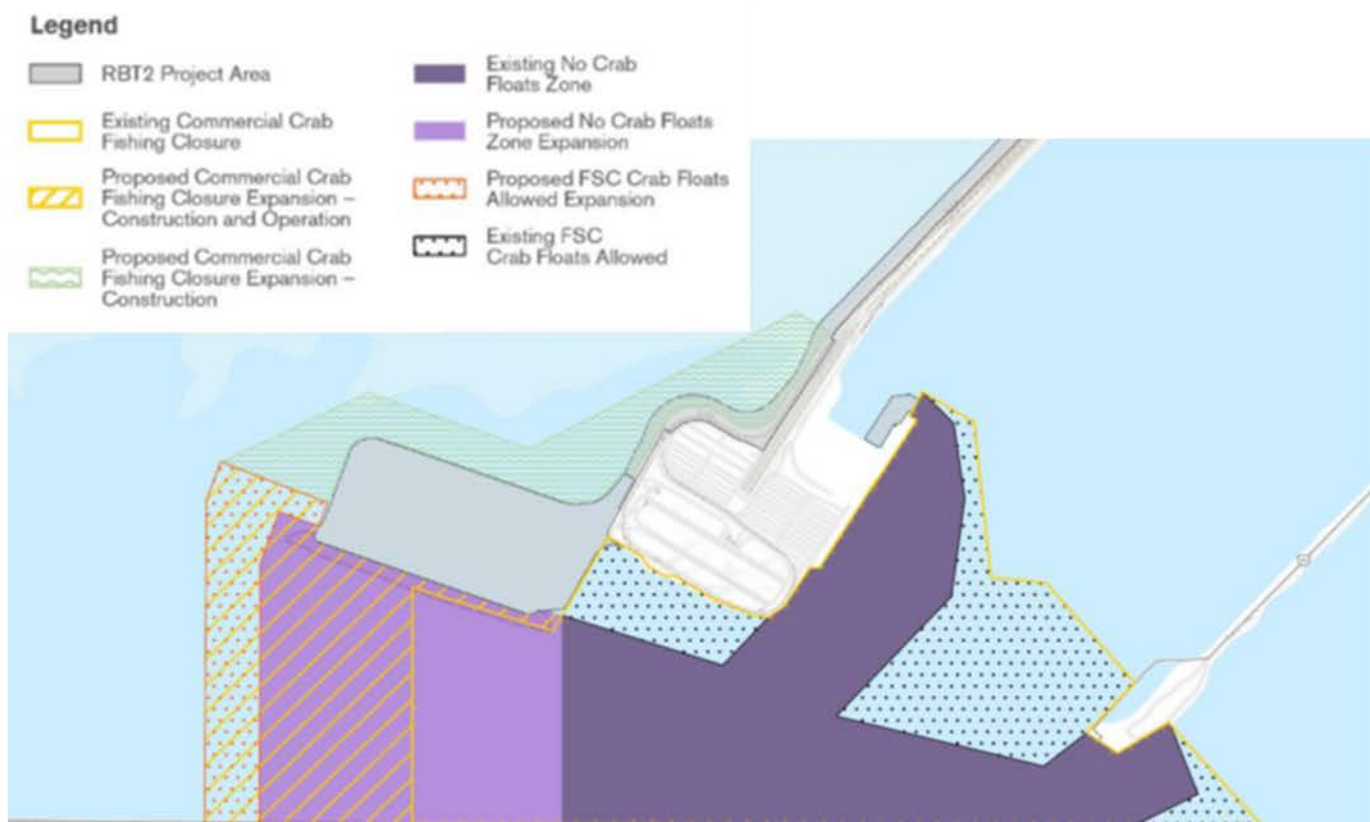 Legend
RBT2 Project Area
Existing Commercial Crab
Fishing Closure
Proposed Commercial Crab
Fishing Closure Expansion –
Construction and Operation
Proposed Commercial Crab
Fishing Closure Expansion –
Construction
Existing No Crab
Floats Zone
Proposed No Crab Floats
Zone Expansion
Proposed FSC Crab Floats
Allowed Expansion
Existing FSC
Crab Floats Allowed